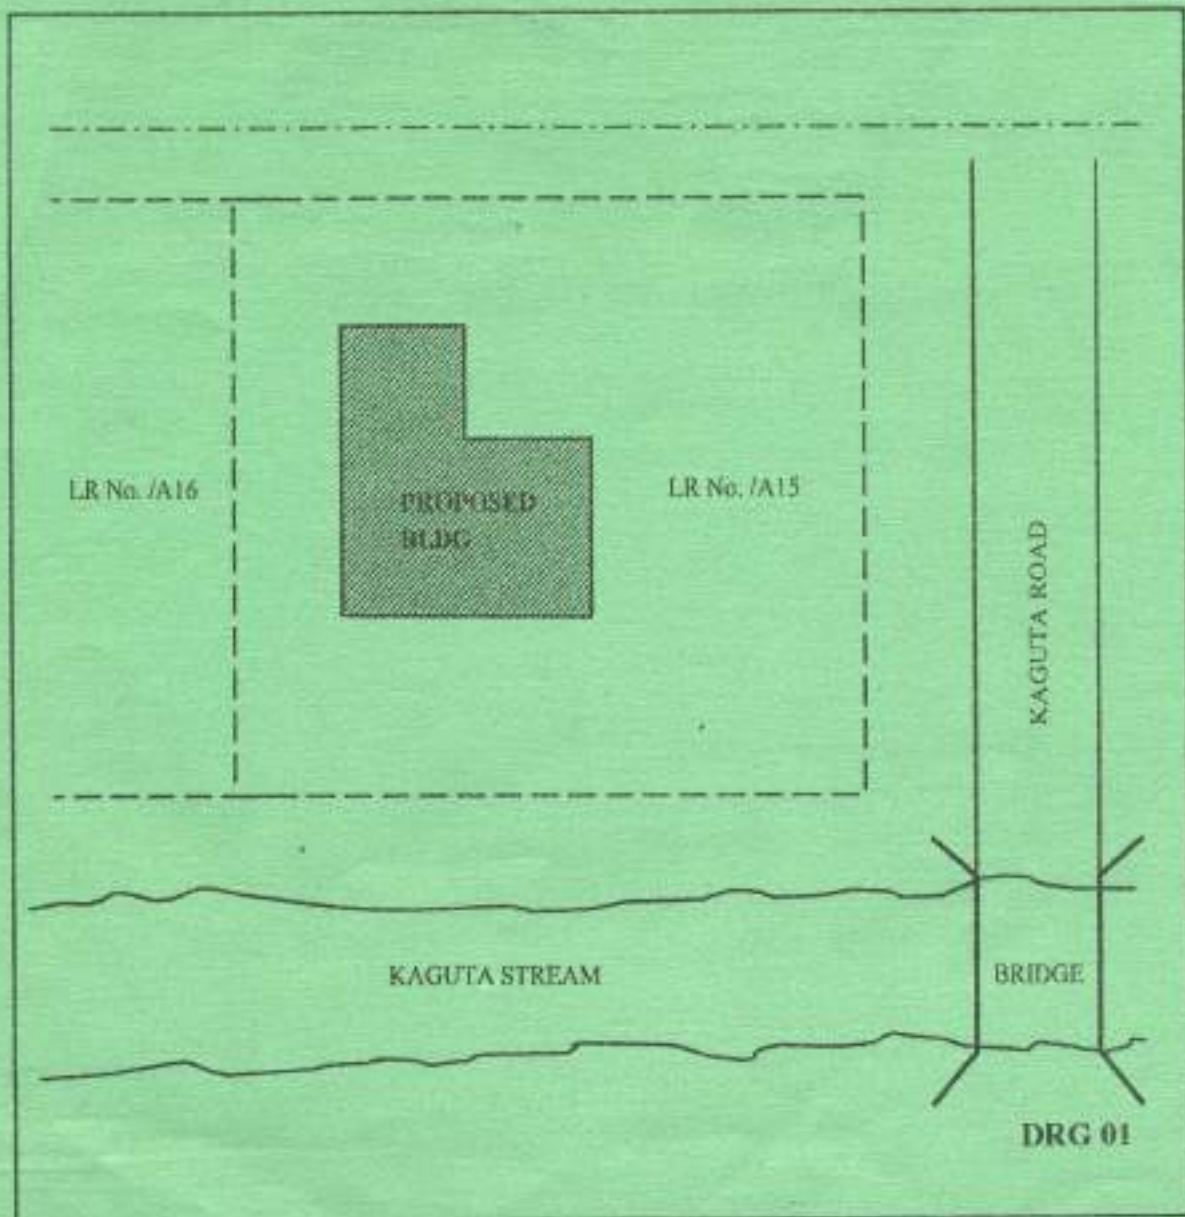 LR No. /A16
PROPOSED
BLDG
LR No. /A15
KAGUTA ROAD
KAGUTA STREAM
BRIDGE
DRG 01